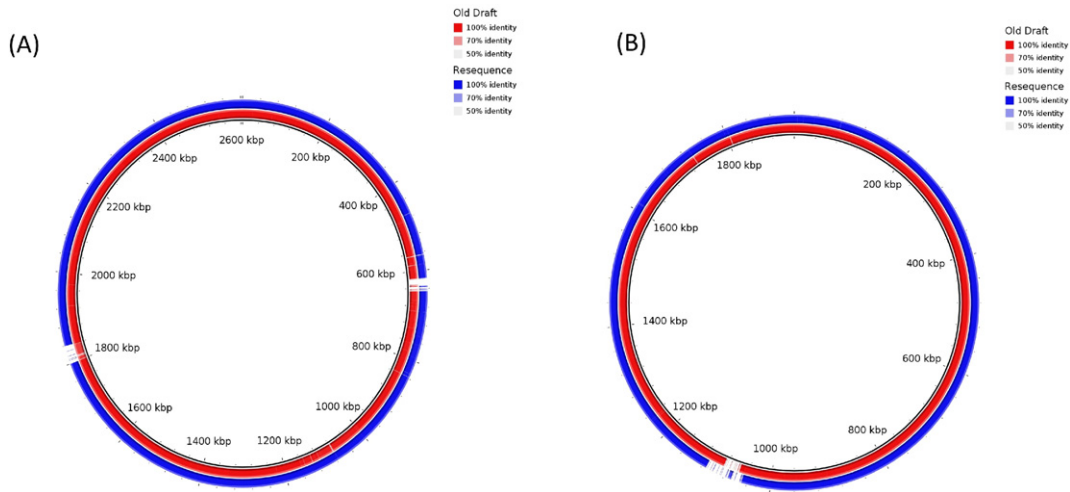 (A)
Old Draft
100% identity
70% identity
50% identity
Resequence
100% identity
70% identity
50% identity
2600 kbp
200 kbp
400 kbp
600 kbp
800 kbp
1000 kbp
1200 kbp
1400 kbp
1600 kbp
1800 kbp
2000 kbp
2200 kbp
2400 kbp
(B)
Old Draft
100% identity
70% identity
50% identity
Resequence
100% identity
70% identity
50% identity
200 kbp
400 kbp
600 kbp
800 kbp
1000 kbp
1200 kbp
1400 kbp
1600 kbp
1800 kbp